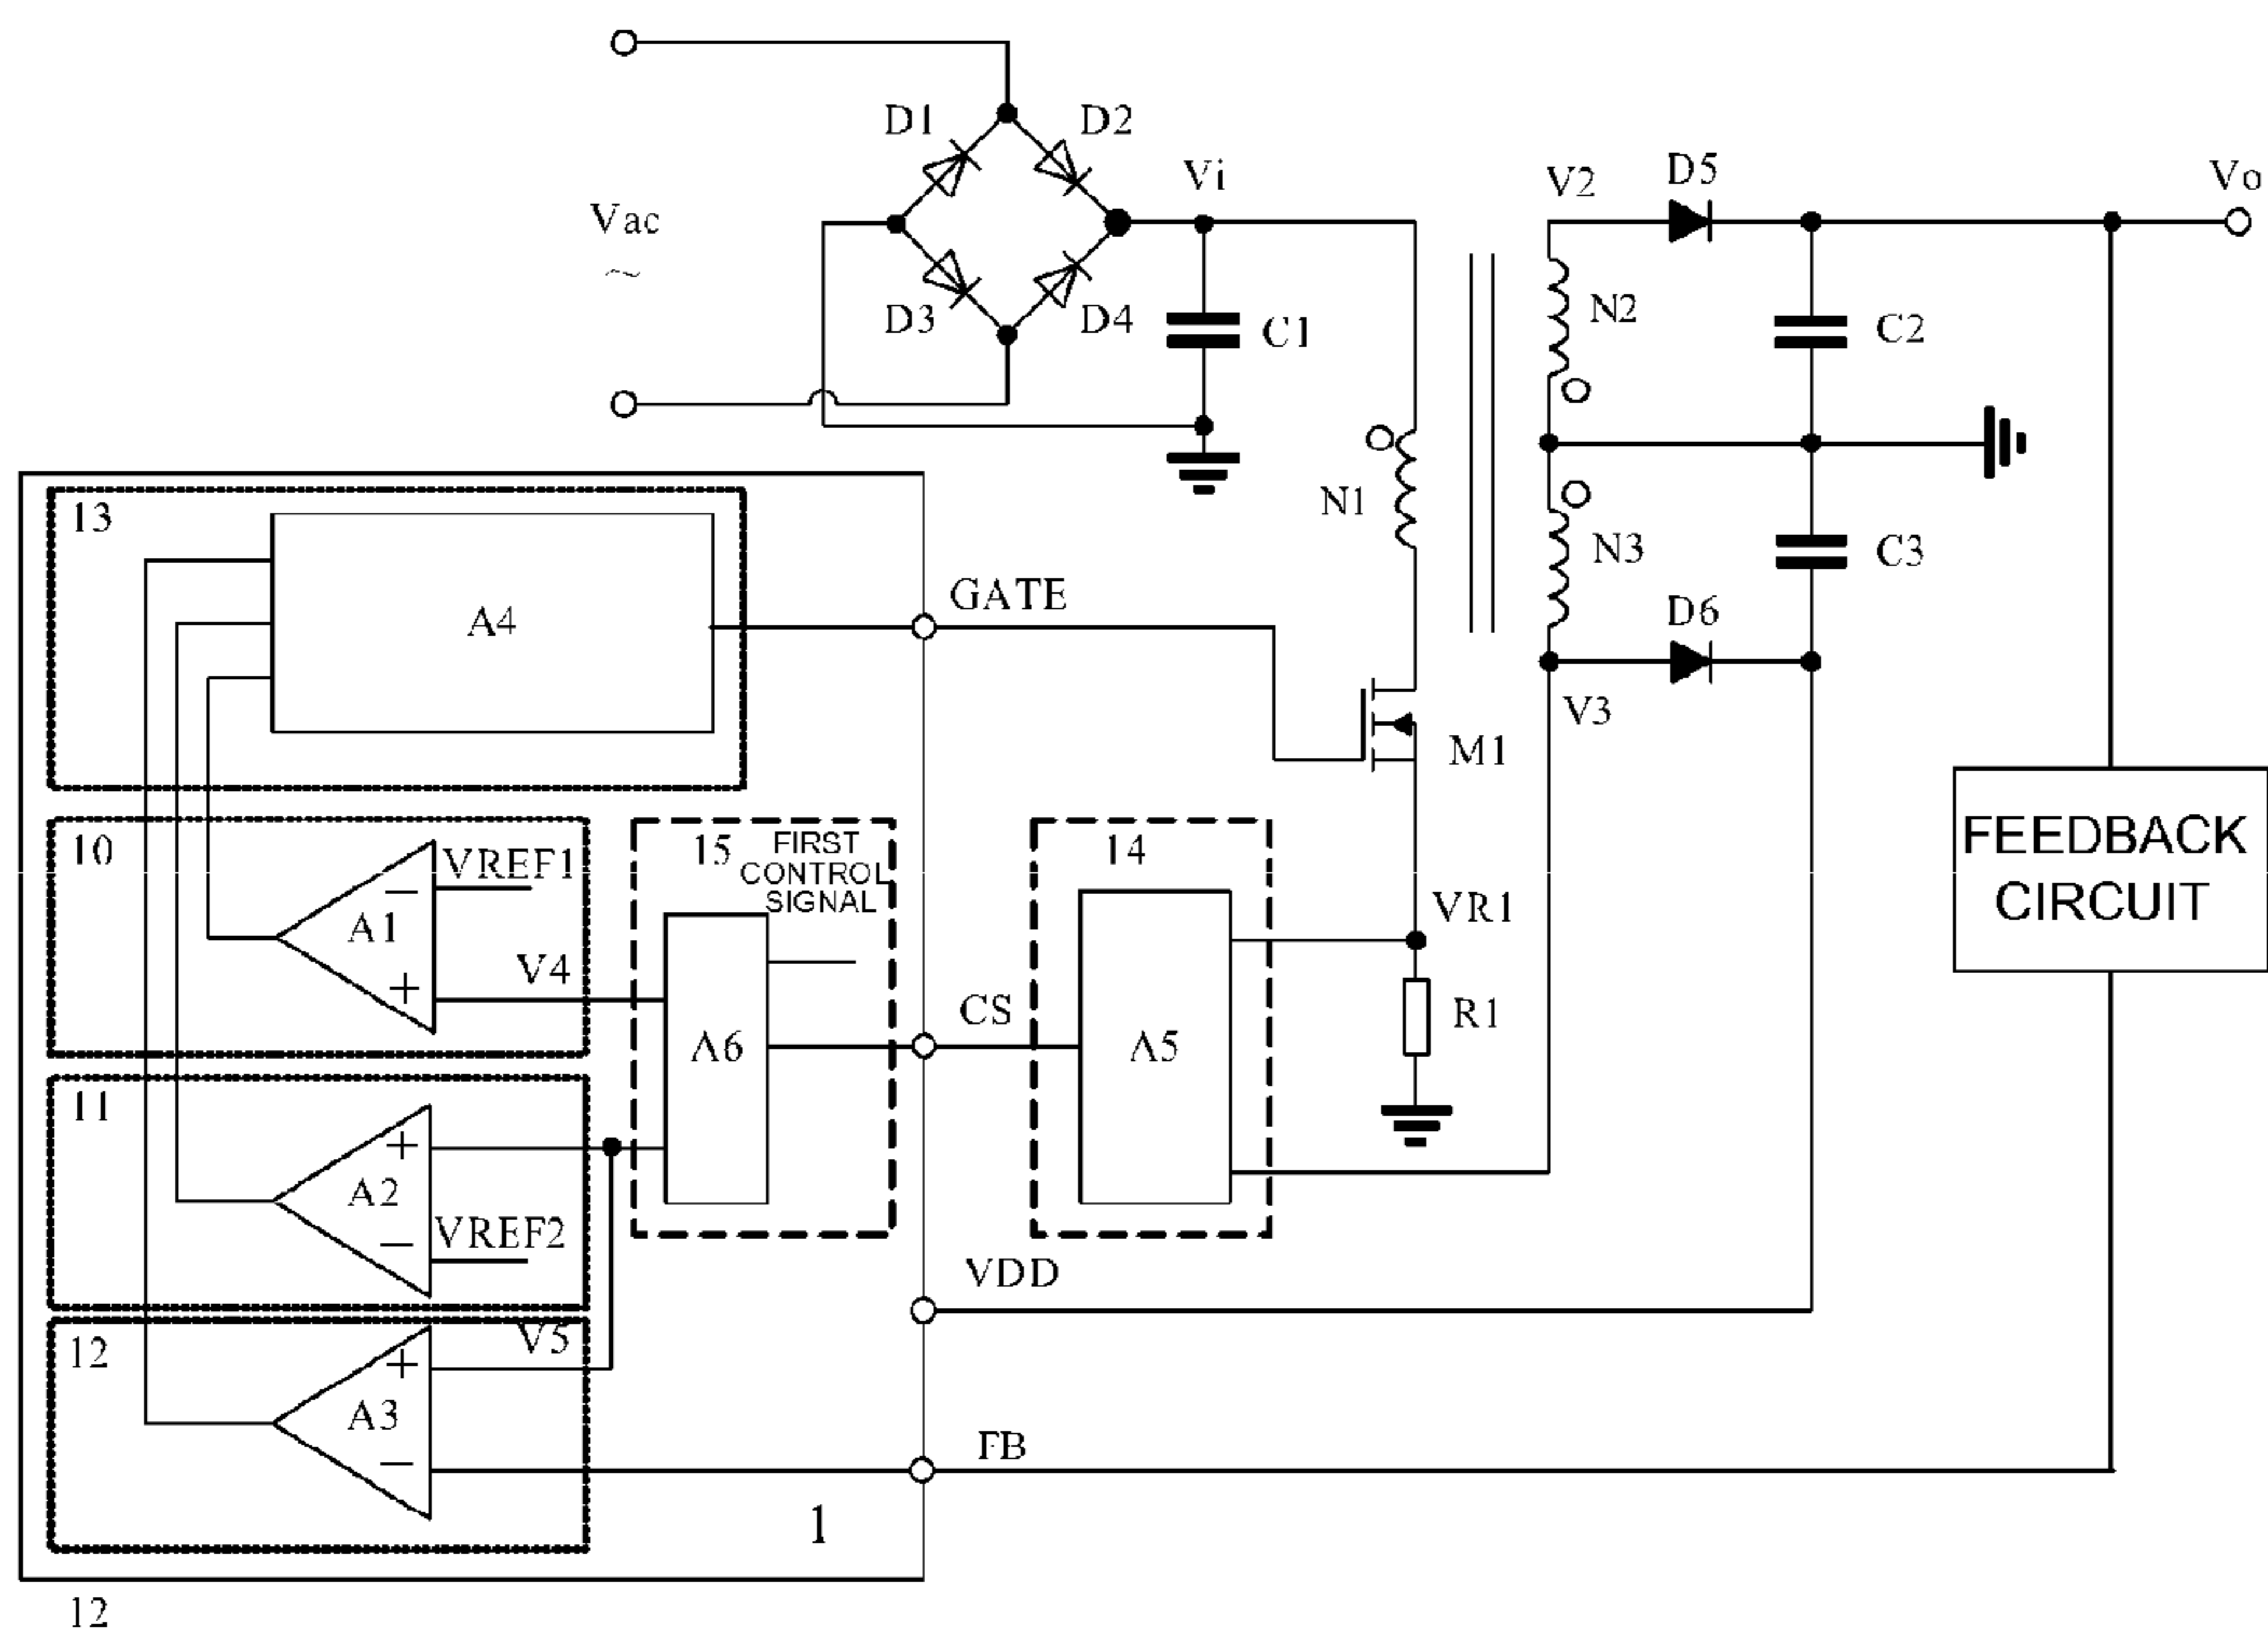 D1
D2
Vi
V2
D5
Vo
Vac
~
D3
D4
C1
N2
C2
N1
N3
C3
13
A4
GATE
D6
V3
M1
10
VREF1
A1
V4
15
FIRST
CONTROL
SIGNAL
A6
CS
14
A5
VR1
R1
FEEDBACK
CIRCUIT
11
A2
VREF2
VDD
12
V5
A3
FB
1
12